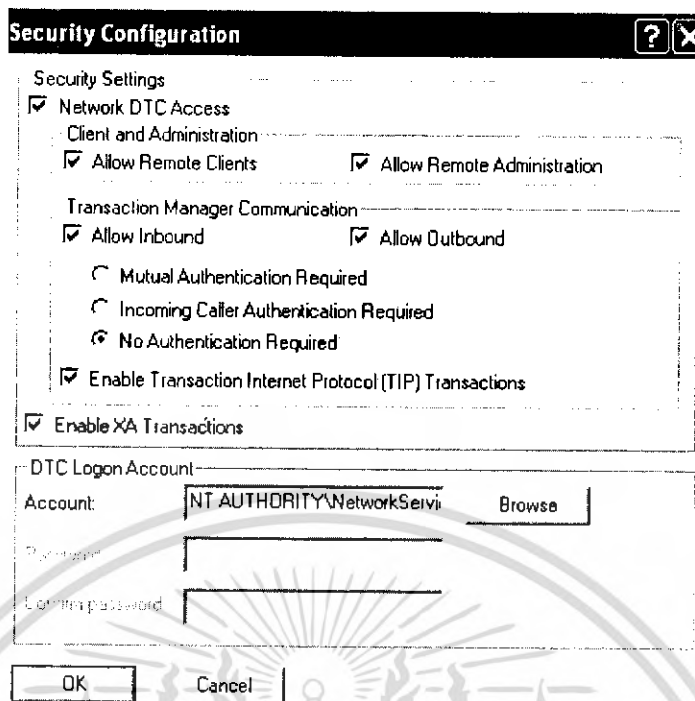 Security Configuration
Security Settings
Network DTC Access
Client and Administration
Allow Remote Clients Allow Remote Administration
Transaction Manager Communication
Allow Inbound Allow Outbound
Mutual Authentication Required
Incoming Caller Authentication Required
No Authentication Required
Enable Transaction Internet Protocol (TIP) Transactions
Enable XA Transactions
DTC Logon Account
Account: NT AUTHORITY\NetworkServi Browse
password
OK Cancel